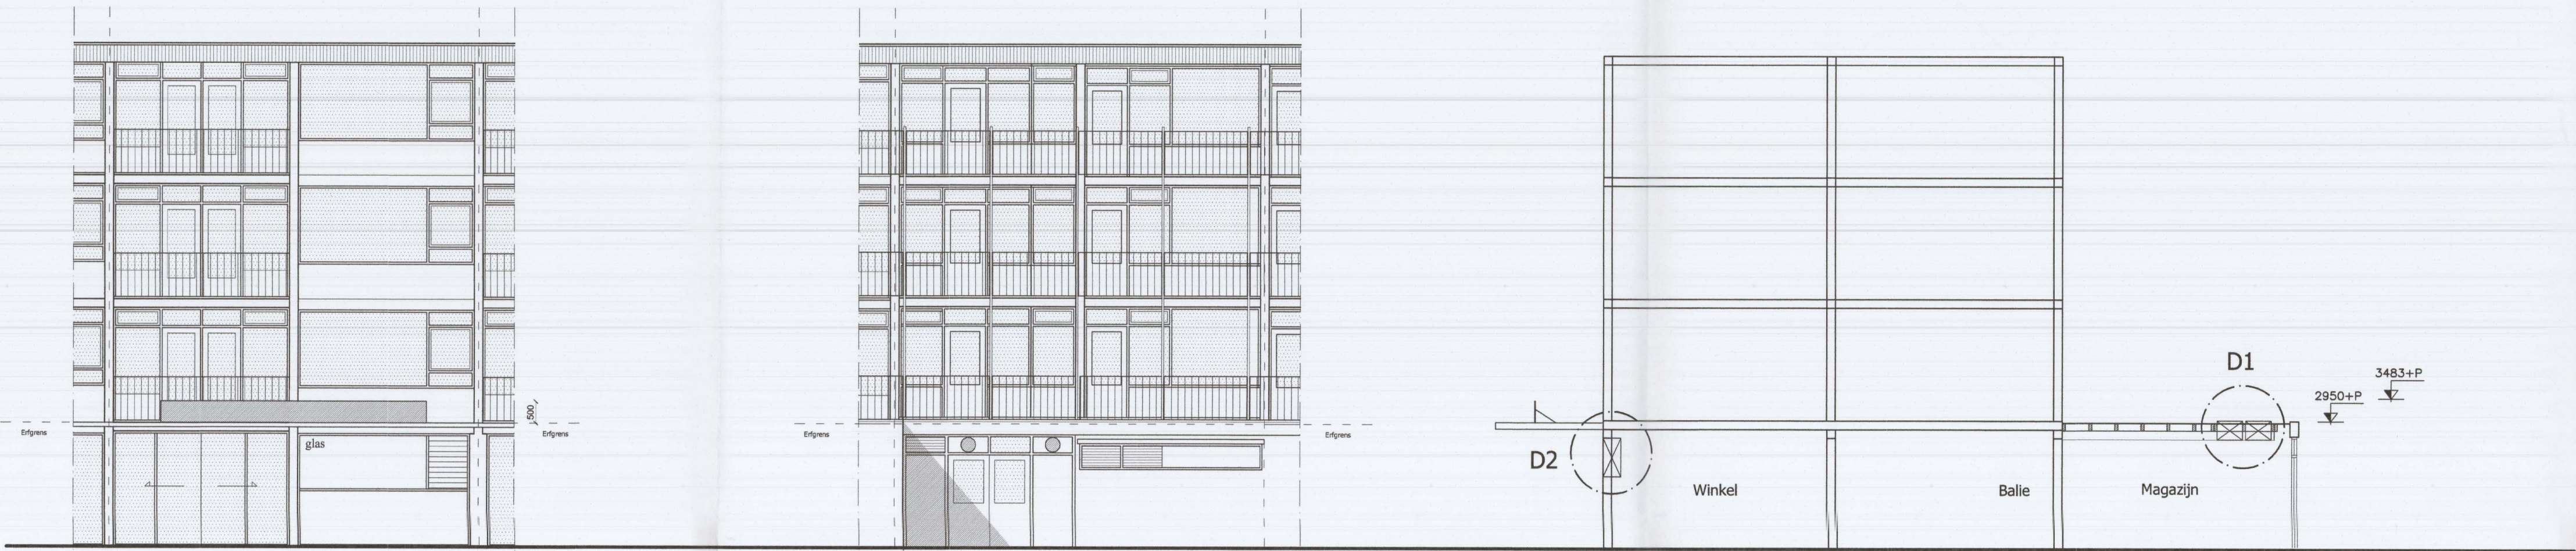 500
Erfgrens
Erfgrens
glas
Erfgrens
Erfgrens
D1
3483+P
2950+P
D2
Winkel
Balie
Magazijn